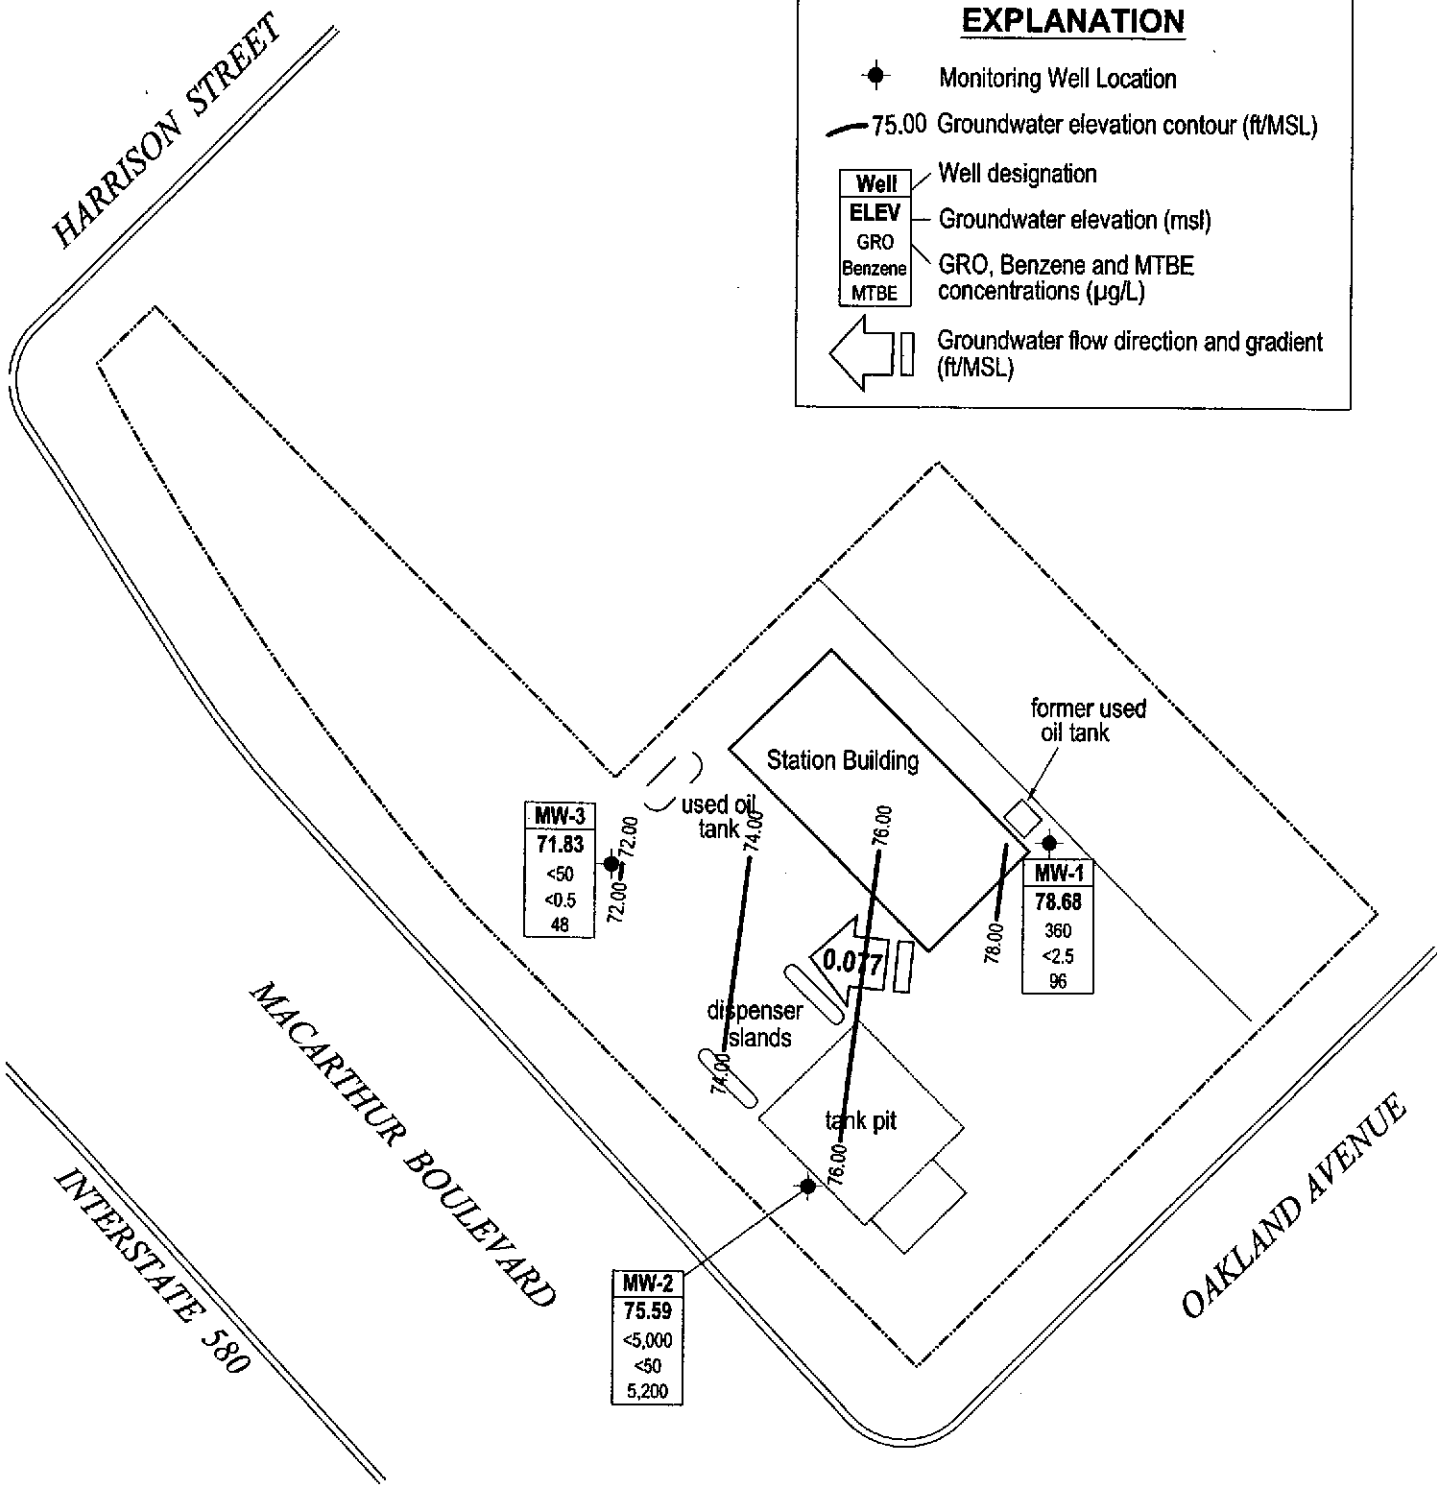 EXPLANATION
Monitoring Well Location
75.00 Groundwater elevation contour (ft/MSL)
Well
Well designation
ELEV
Groundwater elevation (msl)
GRO
Benzene
MTBE
GRO, Benzene and MTBE
concentrations (µg/L)
Groundwater flow direction and gradient
(ft/MSL)
HARRISON STREET
former used
oil tank
Station Building
used oil
tank
74.00
76.00
MW-3
71.83
<50
<0.5
48
72.00
72.00
MW-1
78.68
360
<2.5
96
78.00
0.077
dispenser
slands
74.00
tank pit
76.00
MACARTHUR BOULEVARD
INTERSTATE 580
OAKLAND AVENUE
MW-2
75.59
<5,000
<50
5,200